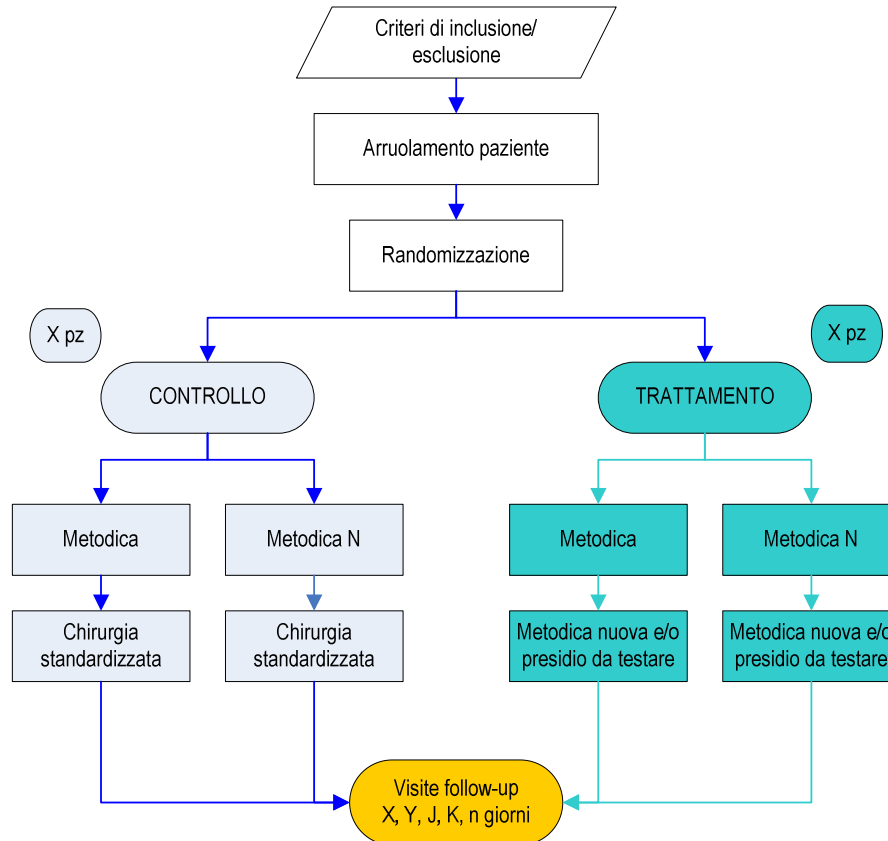 Criteri di inclusione/
esclusione
Arruolamento paziente
Randomizzazione
X pz
X pz
CONTROLLO
TRATTAMENTO
Metodica
Metodica N
Metodica
Metodica N
Chirurgia
standardizzata
Chirurgia
standardizzata
Metodica nuova e/o
presidio da testare
Metodica nuova e/o
presidio da testare
Visite follow-up
X, Y, J, K, n giorni